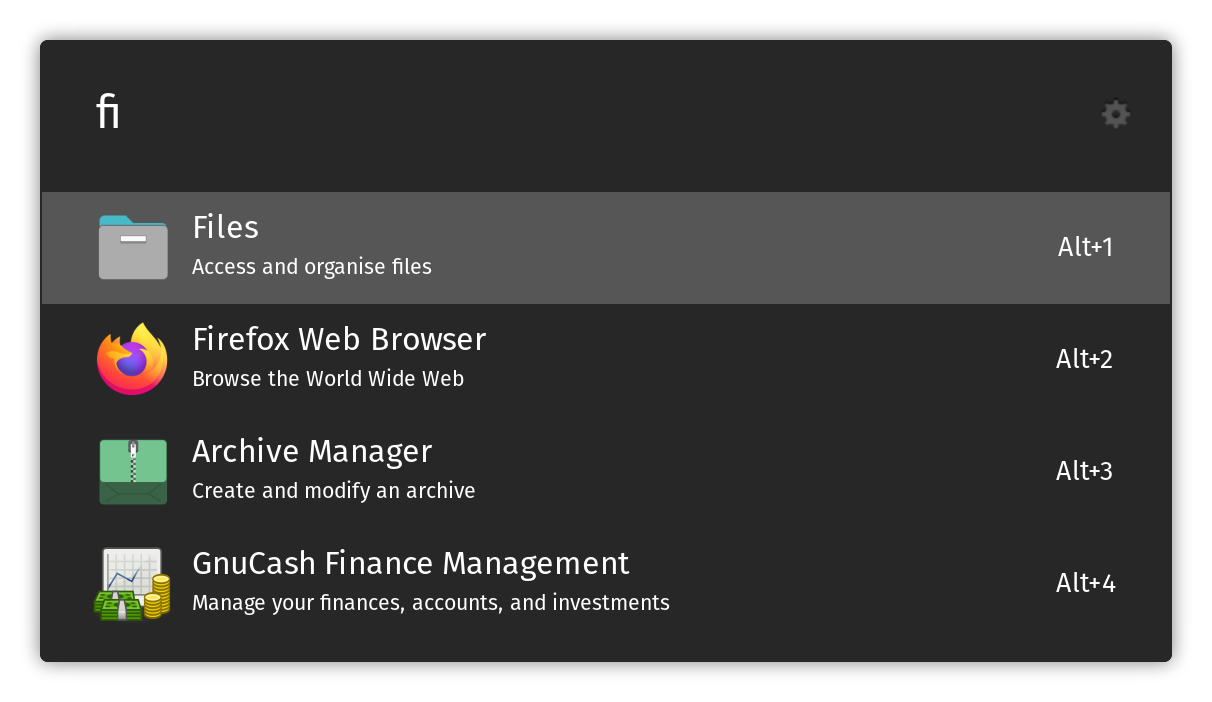 fi
Files
Access and organise files
Alt+1
Firefox Web Browser
Browse the World Wide Web
Alt+2
Archive Manager
Create and modify an archive
Alt+3
GnuCash Finance Management
Manage your finances, accounts, and investments
Alt+4